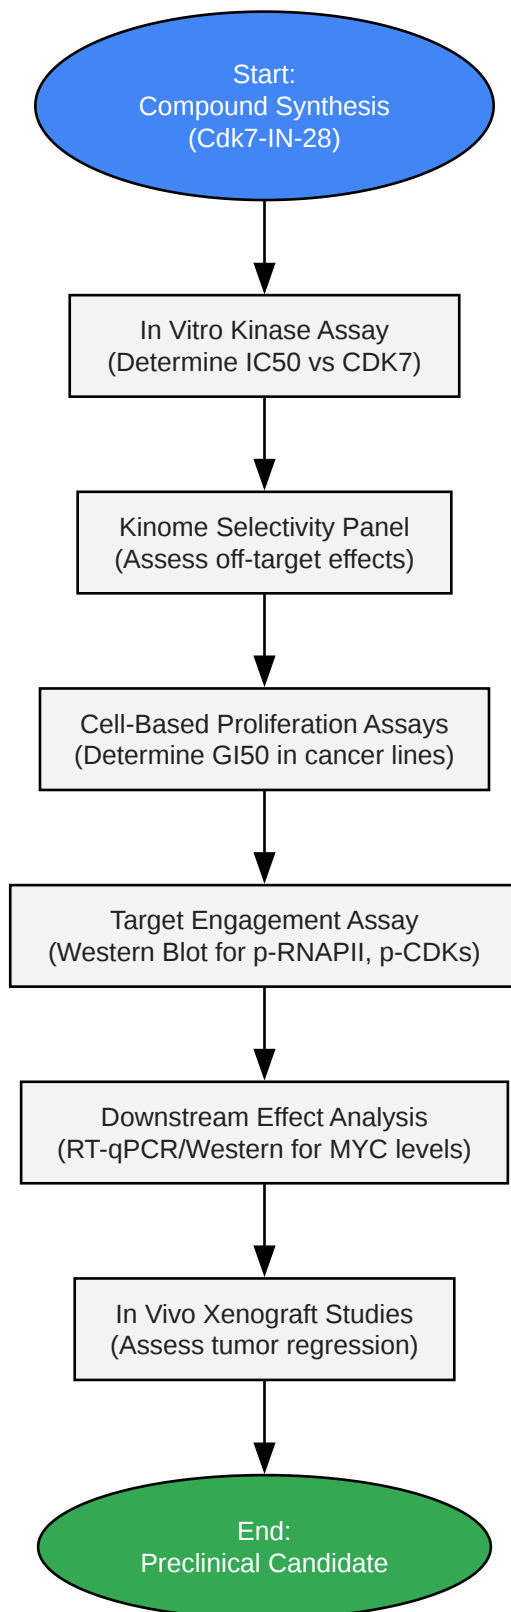 Start:
Compound Synthesis
(Cdk7-IN-28)
In Vitro Kinase Assay
(Determine IC50 vs CDK7)
Kinome Selectivity Panel
(Assess off-target effects)
Cell-Based Proliferation Assays
(Determine GI50 in cancer lines)
Target Engagement Assay
(Western Blot for p-RNAPII, p-CDKs)
Downstream Effect Analysis
(RT-qPCR/Western for MYC levels)
In Vivo Xenograft Studies
(Assess tumor regression)
End:
Preclinical Candidate